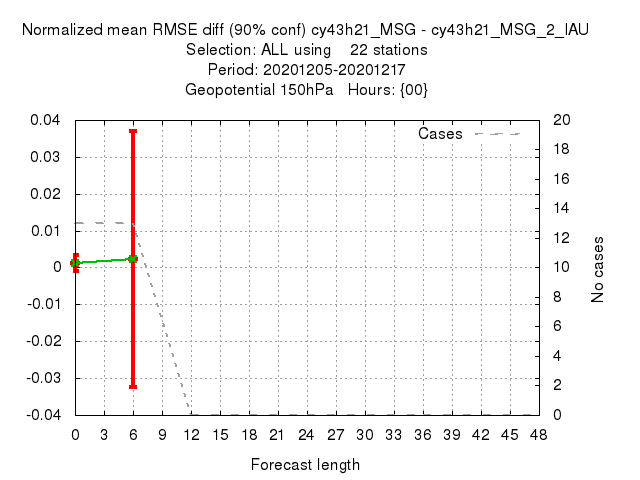 Normalized mean RMSE diff (90% conf) cy43h21_MSG - cy43h21_MSG_2_IAU
Selection: ALL using    22 stations
Period: 20201205-20201217
Geopotential 150hPa   Hours: {00}
Cases
0.04
0.03
0.02
0.01
0
-0.01
-0.02
-0.03
-0.04
20
18
16
14
12
10
8
6
4
2
0
No cases
0 3 6 9 12 15 18 21 24 27 30 33 36 39 42 45 48
Forecast length